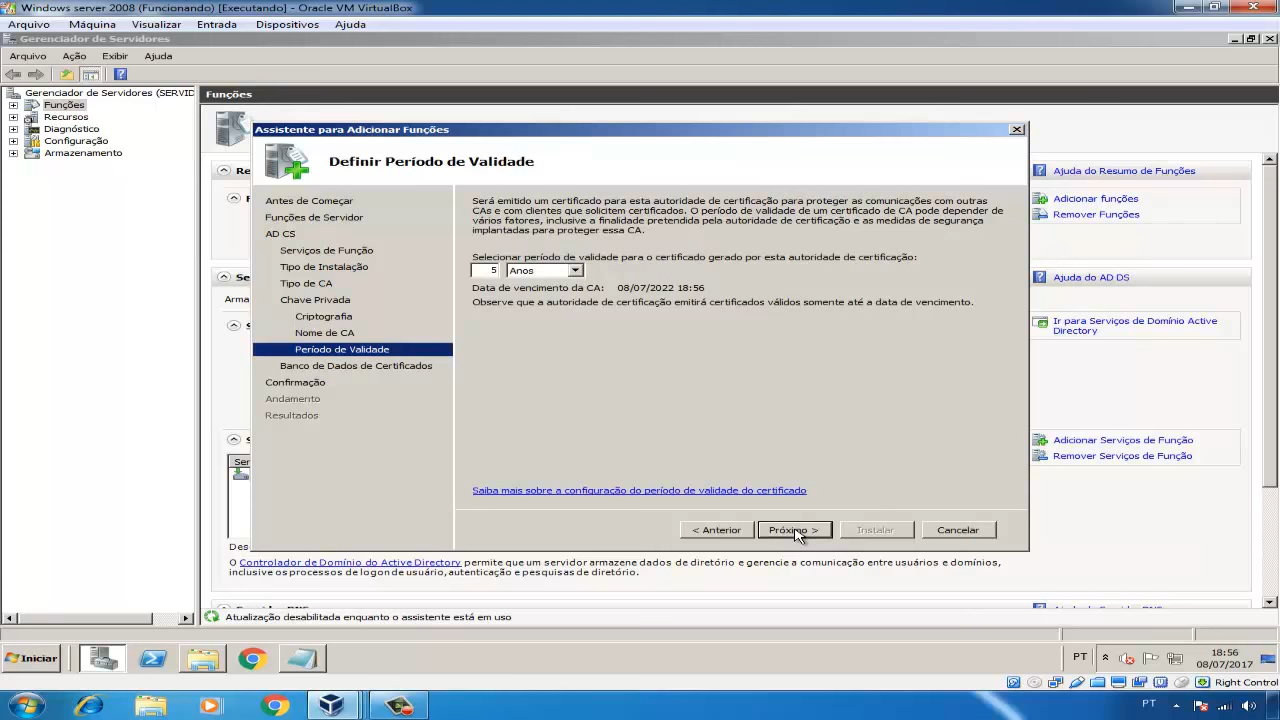 Windows server 2008 (Funcionando) [Executando] - Oracle VM VirtualBox
Arquivo Máquina Visualizar Entrada Dispositivos Ajuda
Gerenciador de Servidores
Arquivo Ação Exibir Ajuda
Gerenciador de Servidores (SERVID
Funções
Recursos
Diagnóstico
Configuração
Armazenamento
Funções
Re
Ajuda do Resumo de Funções
Adicionar funções
Remover Funções
Ajuda do AD DS
Arma
Ir para Serviços de Domínio Active
Directory
Adicionar Serviços de Função
Remover Serviços de Função
Ser
Des
Assistente para Adicionar Funções
Definir Período de Validade
Antes de Começar
Funções de Servidor
AD CS
Serviços de Função
Tipo de Instalação
Tipo de CA
Chave Privada
Criptografia
Nome de CA
Período de Validade
Banco de Dados de Certificados
Confirmação
Andamento
Resultados
Será emitido um certificado para esta autoridade de certificação para proteger as comunicações com outras
CAs e com clientes que solicitem certificados. O período de validade de um certificado de CA pode depender de
vários fatores, inclusive a finalidade pretendida pela autoridade de certificação e as medidas de segurança
implantadas para proteger essa CA.
Selecionar período de validade para o certificado gerado por esta autoridade de certificação:
5 Anos
Data de vencimento da CA: 08/07/2022 18:56
Observe que a autoridade de certificação emitirá certificados válidos somente até a data de vencimento.
Saiba mais sobre a configuração do período de validade do certificado
< Anterior Próximo > Instalar Cancelar
O Controlador de Domínio do Active Directory permite que um servidor armazene dados de diretório e gerencie a comunicação entre usuários e domínios,
inclusive os processos de logon de usuário, autenticação e pesquisas de diretório.
Atualização desabilitada enquanto o assistente está em uso
Iniciar
PT
18:56
08/07/2017
Right Control
PT